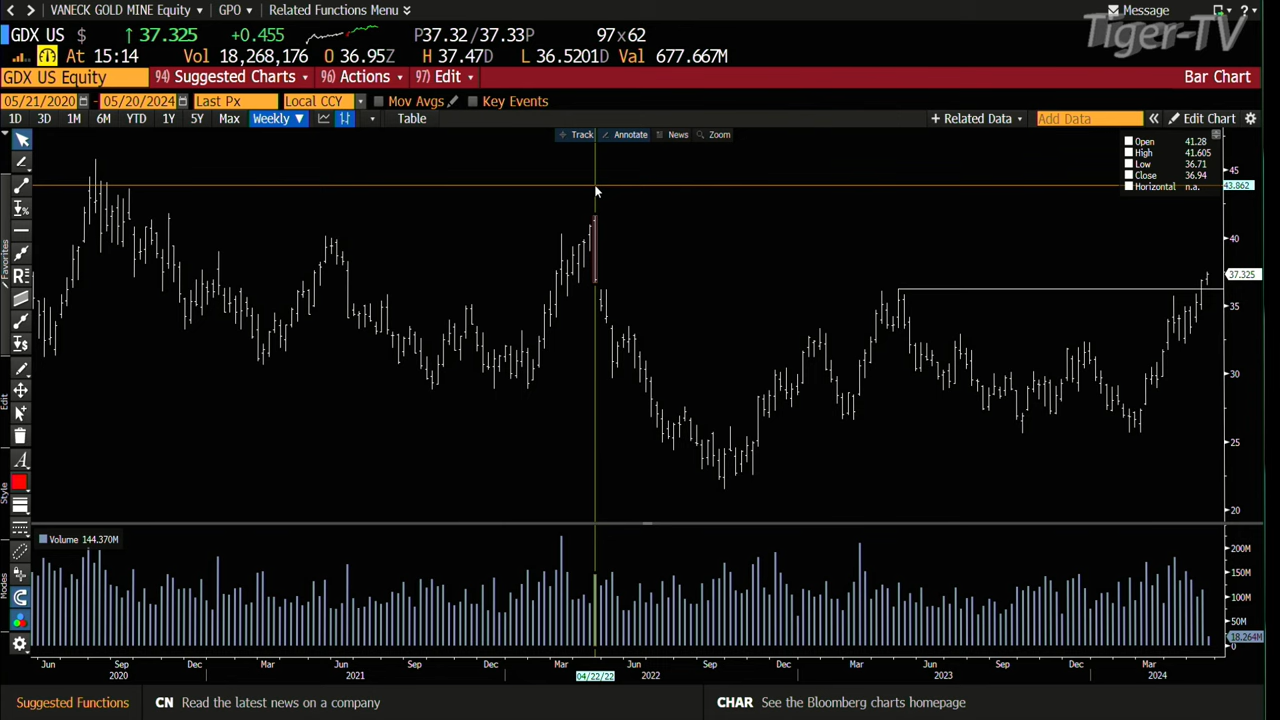 VANECK GOLD MINE Equity GPO Related Functions Menu Message ?
Tiger-TV
GDX US $ ↑ 37.325 +0.455 P37.32/37.33P 97x62
At 15:14 Vol 18,268,176 O 36.95Z H 37.47D L 36.5201D Val 677.667M
GDX US Equity 94) Suggested Charts 96) Actions 97) Edit Bar Chart
05/21/2020 - 05/20/2024 Last Px Local CCY Mov Avgs Key Events
1D 3D 1M 6M YTD 1Y 5Y Max Weekly ▼ Table + Related Data Add Data « Edit Chart
Track Annotate News Zoom
Open 41.28
High 41.605
Low 36.71
Close 36.94
Horizontal n.a.
45
43.862
40
37.325
35
30
25
20
Favorites
Edit
Style
Modes
Volume 144.370M
200M
150M
100M
50M
18.264M
0
Jun Sep Dec Mar Jun Sep Dec Mar Jun Sep Dec Mar Jun Sep Dec Mar
2020 2021 04/22/22 2022 2023 2024
Suggested Functions CN Read the latest news on a company CHAR See the Bloomberg charts homepage